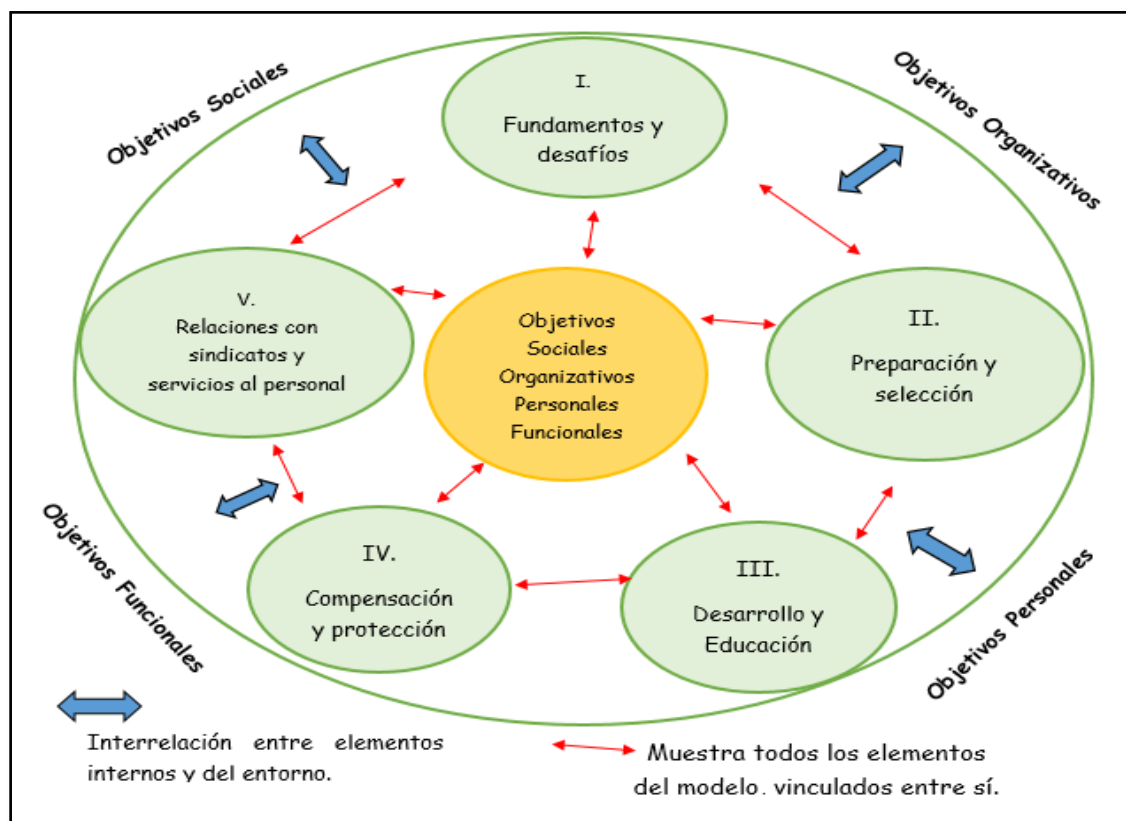 Objetivos Sociales
Objetivos Organizativos
I.
Fundamentos y
desafíos
V.
Relaciones con
sindicatos y
servicios al personal
Objetivos
Sociales
Organizativos
Personales
Funcionales
II.
Preparación y
selección
IV.
Compensación
y protección
III.
Desarrollo y
Educación
Objetivos Funcionales
Objetivos Personales
Interrelación entre elementos
internos y del entorno.
Muestra todos los elementos
del modelo. vinculados entre sí.